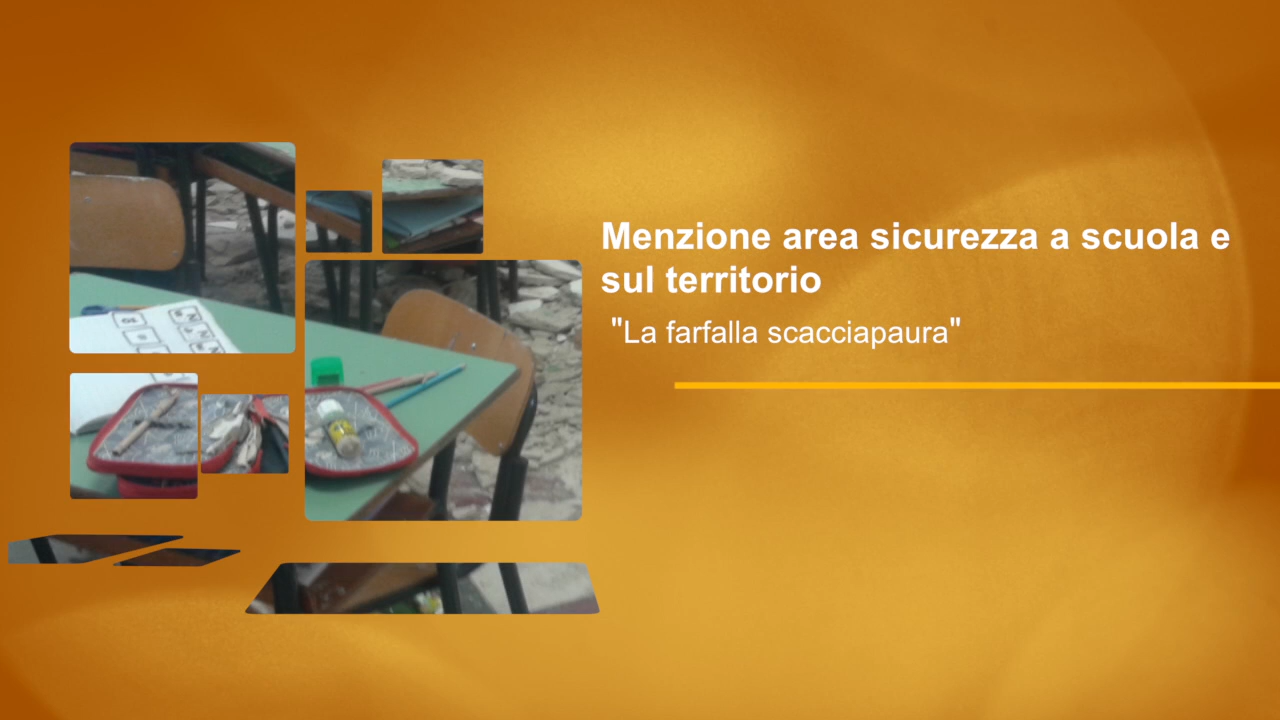 Menzione area sicurezza a scuola e
sul territorio
"La farfalla scacciapaura"